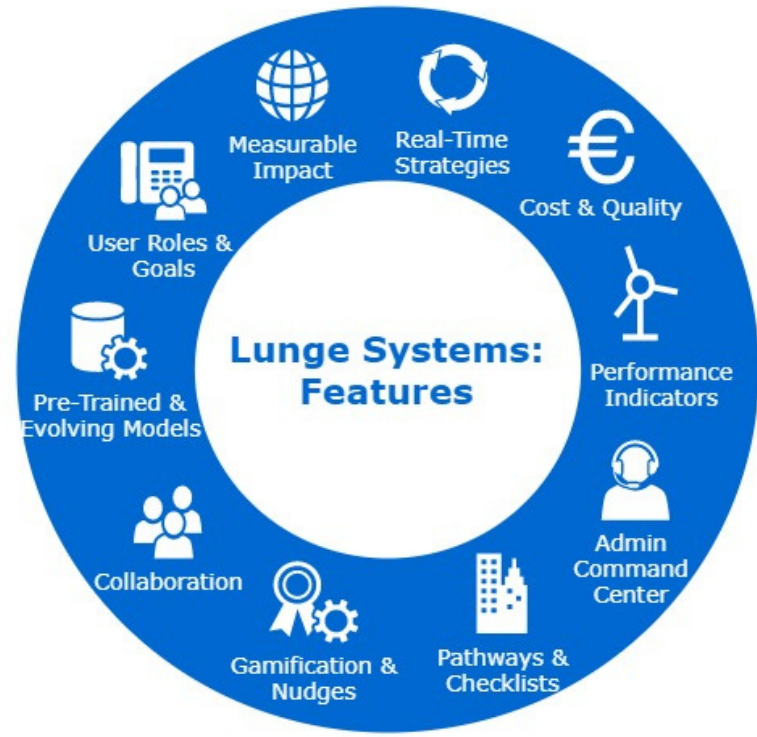 Measurable
Impact
Real-Time
Strategies
Cost & Quality
User Roles &
Goals
Performance
Indicators
Lunge Systems:
Features
Pre-Trained &
Evolving Models
Admin
Command
Center
Collaboration
Pathways &
Checklists
Gamification &
Nudges